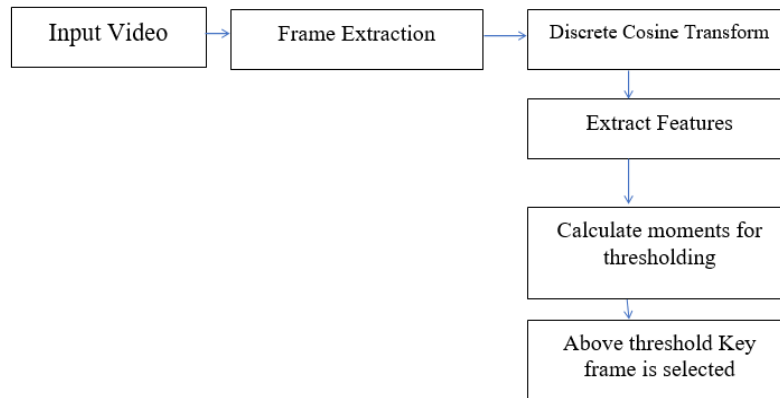 Input Video
Frame Extraction
Discrete Cosine Transform
Extract Features
Calculate moments for
thresholding
Above threshold Key
frame is selected